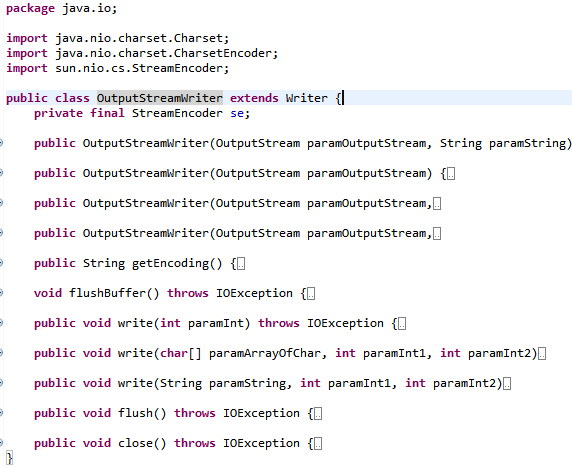 package java.io;
import java.nio.charset.Charset;
import java.nio.charset.CharsetEncoder;
import sun.nio.cs.StreamEncoder;
public class OutputStreamWriter extends Writer {
private final StreamEncoder se;
public OutputStreamWriter(OutputStream paramOutputStream, String paramString)
public OutputStreamWriter(OutputStream paramOutputStream) {..
public OutputStreamWriter(OutputStream paramOutputStream,..
public OutputStreamWriter(OutputStream paramOutputStream,..
public String getEncoding() {..
void flushBuffer() throws IOException {..
public void write(int paramInt) throws IOException {..
public void write(char[] paramArrayOfChar, int paramInt1, int paramInt2)..
public void write(String paramString, int paramInt1, int paramInt2)..
public void flush() throws IOException {..
public void close() throws IOException {..
}